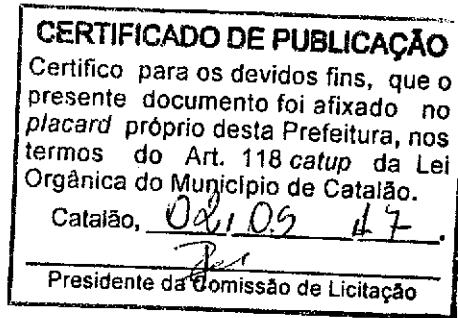 CERTIFICADO DE PUBLICAÇÃO
Certifico para os devidos fins, que o
presente documento foi afixado no
placard próprio desta Prefeitura, nos
termos do Art. 118 catup da Lei
Orgânica do Município de Catalão.
Catalão, 02, 05 17.
Presidente da Comissão de Licitação